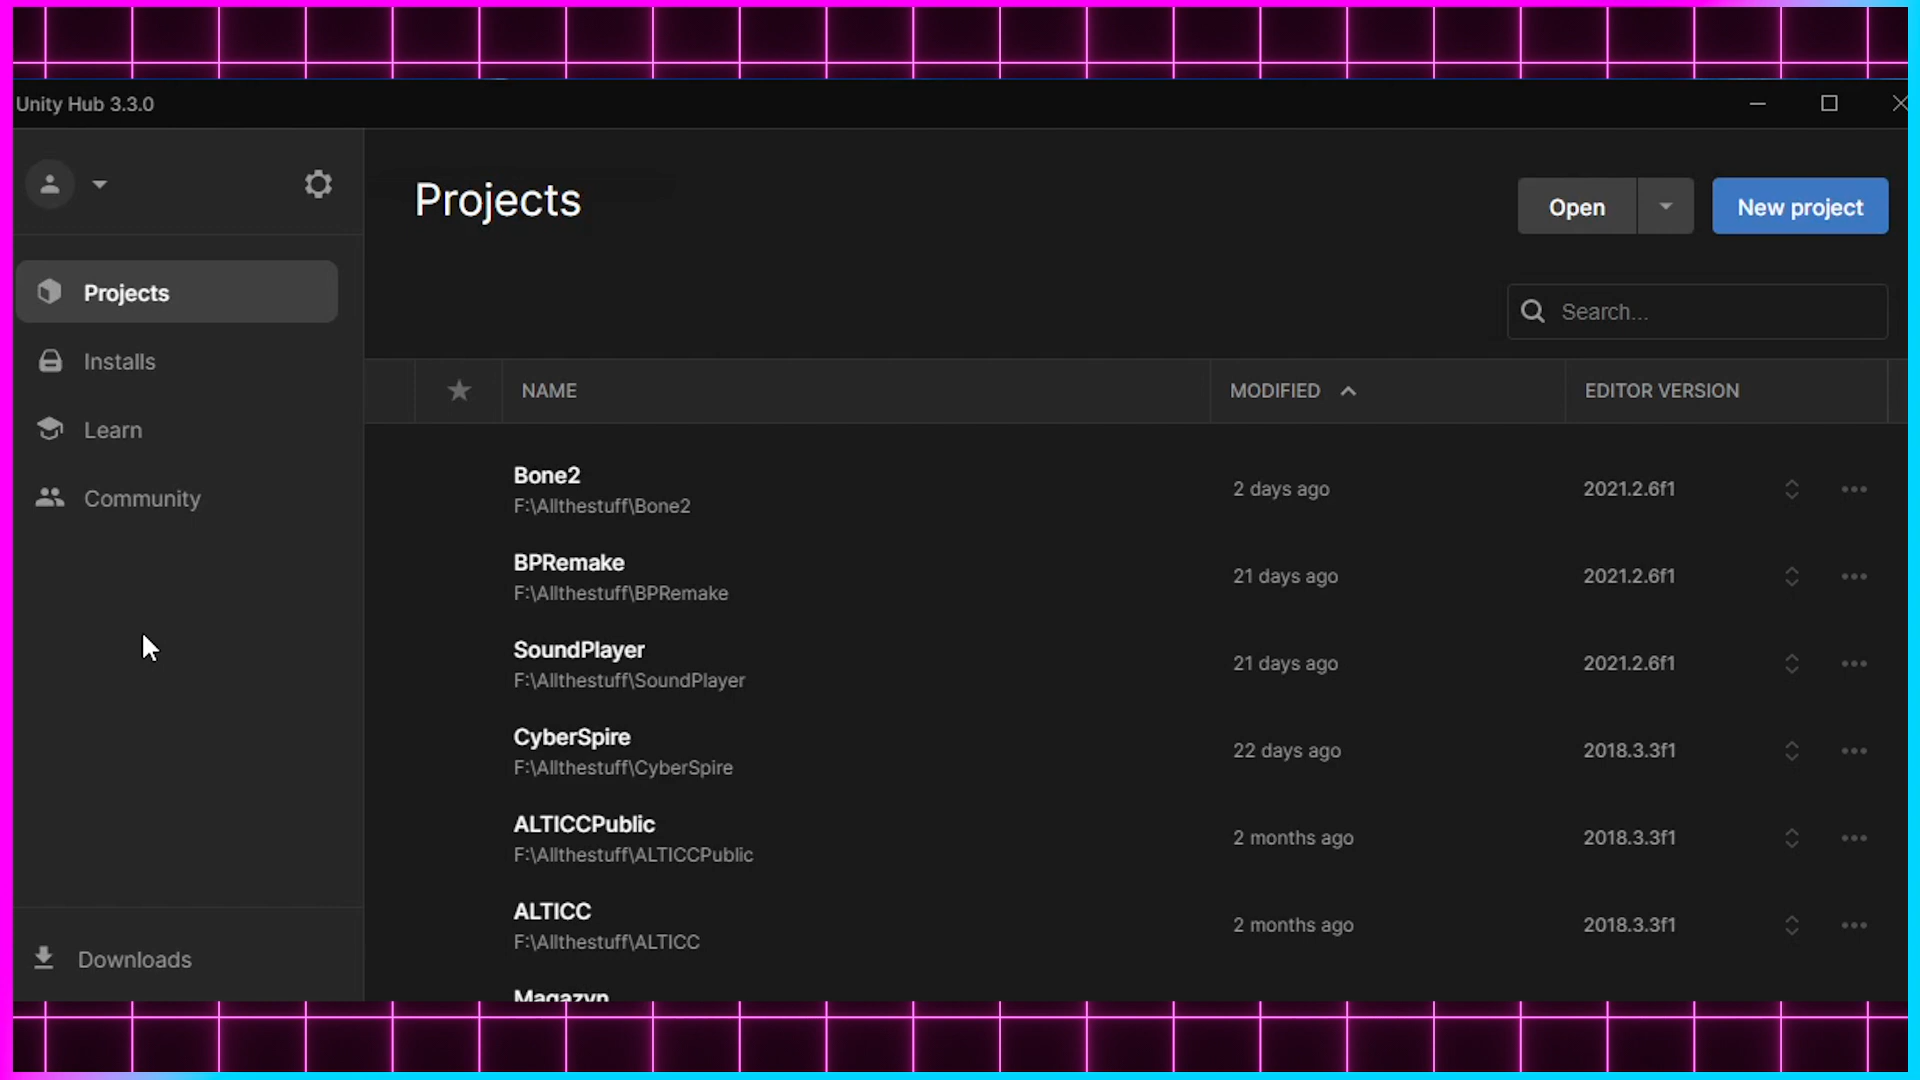 Unity Hub 3.3.0
Projects
Open
New project
Projects
Installs
Learn
Community
Search...
NAME
MODIFIED
EDITOR VERSION
Bone2
2 days ago
2021.2.6f1
F:\Allthestuff\Bone2
BPRemake
21 days ago
2021.2.6f1
F:\Allthestuff\BPRemake
SoundPlayer
21 days ago
2021.2.6f1
F:\Allthestuff\SoundPlayer
CyberSpire
22 days ago
2018.3.3f1
F:\Allthestuff\CyberSpire
ALTICCPublic
2 months ago
2018.3.3f1
F:\Allthestuff\ALTICCPublic
ALTICC
2 months ago
2018.3.3f1
F:\Allthestuff\ALTICC
Magazyn
Downloads